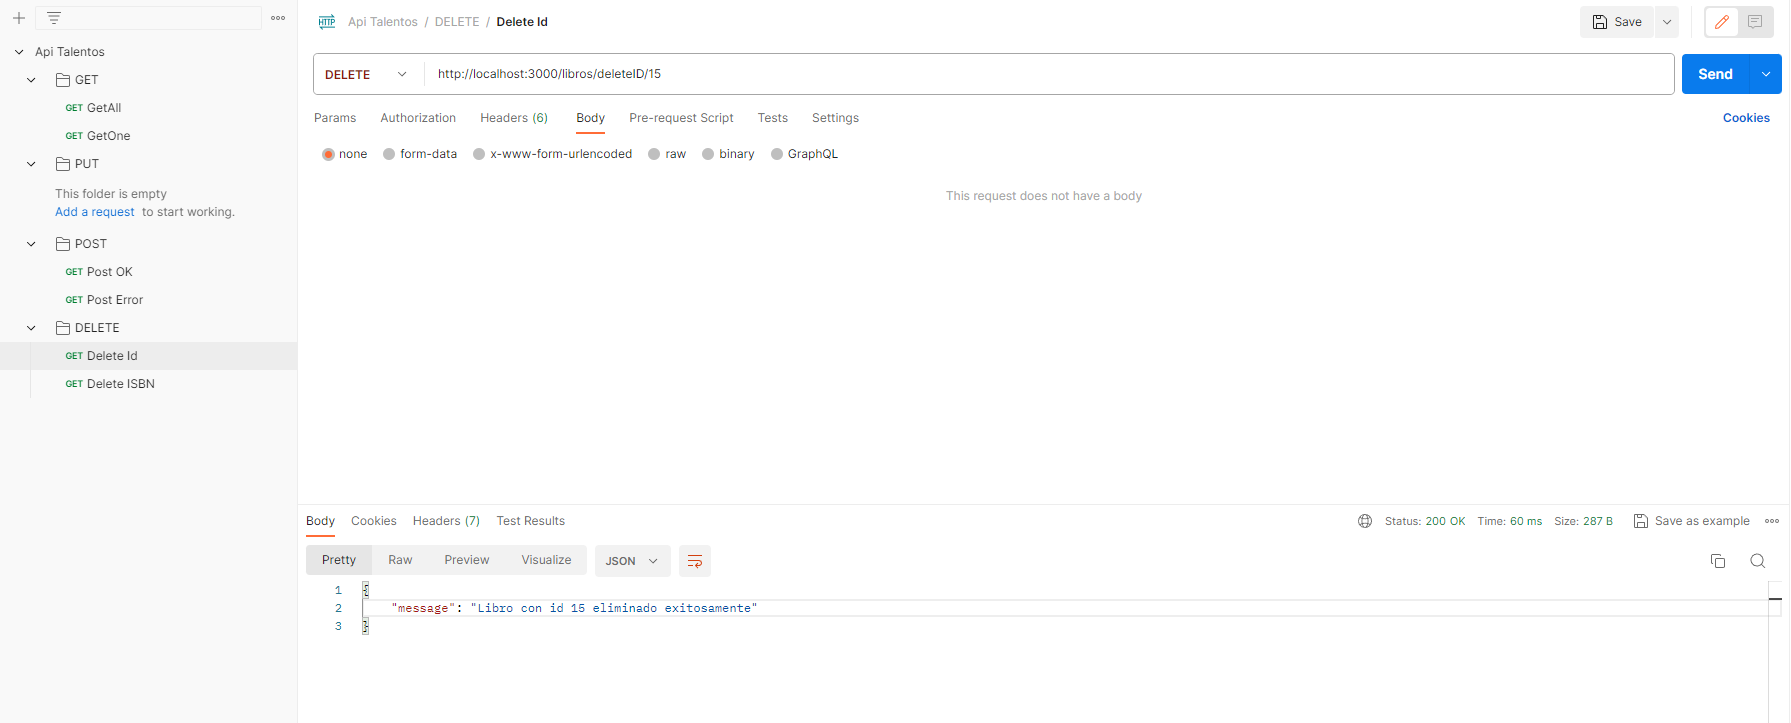 Api Talentos
GET
GET GetAll
GET GetOne
PUT
This folder is empty
Add a request to start working.
POST
GET Post OK
GET Post Error
DELETE
GET Delete Id
GET Delete ISBN
HTTP Api Talentos / DELETE / Delete Id
Save
DELETE http://localhost:3000/libros/deleteID/15
Send
Params Authorization Headers (6) Body Pre-request Script Tests Settings Cookies
none form-data x-www-form-urlencoded raw binary GraphQL
This request does not have a body
Body Cookies Headers (7) Test Results Status: 200 OK Time: 60 ms Size: 287 B Save as example
Pretty Raw Preview Visualize JSON
1 {
2 "message": "Libro con id 15 eliminado exitosamente"
3 }